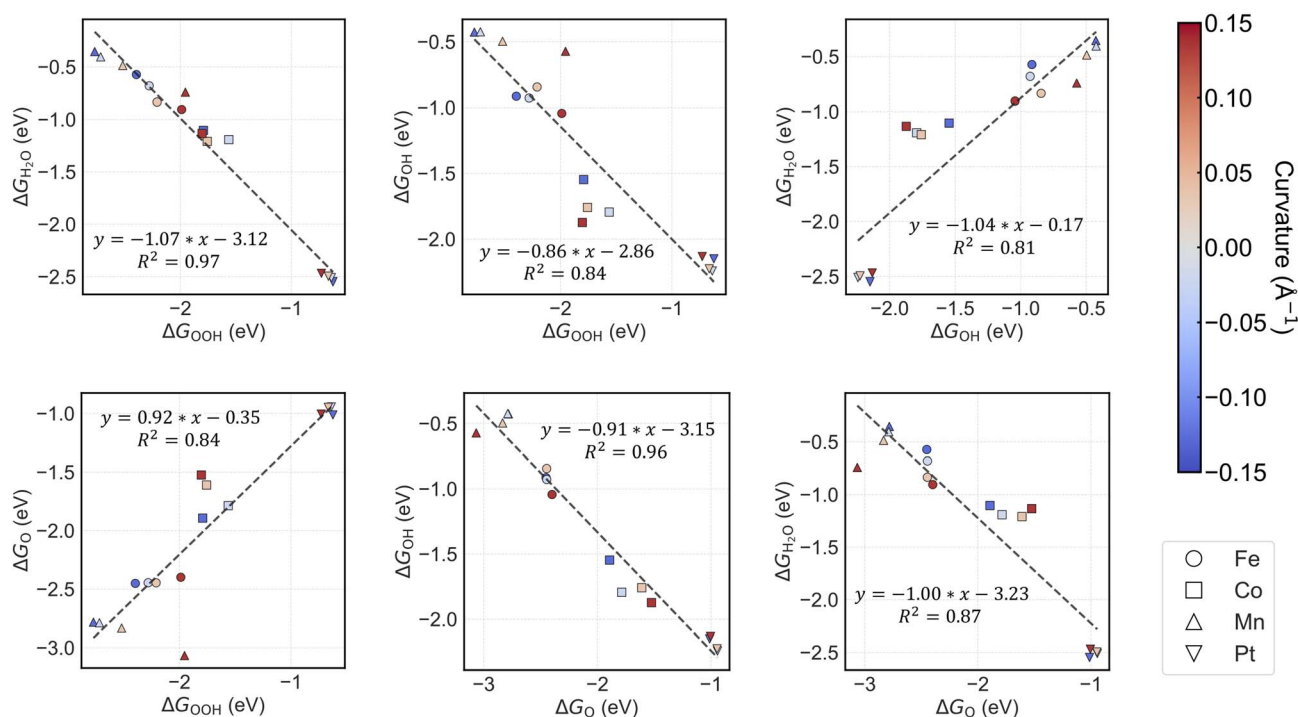 −0.5
−1.0
−1.5
−2.0
−2.5
ΔG_H₂O (eV)
y = −1.07 * x − 3.12
R² = 0.97
−2
−1
ΔG_OOH (eV)
−0.5
−1.0
−1.5
−2.0
ΔG_OH (eV)
y = −0.86 * x − 2.86
R² = 0.84
−2
−1
ΔG_OOH (eV)
−0.5
−1.0
−1.5
−2.0
−2.5
ΔG_H₂O (eV)
y = −1.04 * x − 0.17
R² = 0.81
−2.0
−1.5
−1.0
−0.5
ΔG_OH (eV)
0.15
0.10
0.05
0.00
−0.05
−0.10
−0.15
Curvature (Å⁻¹)
−1.0
−1.5
−2.0
−2.5
−3.0
ΔG_O (eV)
y = 0.92 * x − 0.35
R² = 0.84
−2
−1
ΔG_OOH (eV)
−0.5
−1.0
−1.5
−2.0
ΔG_OH (eV)
y = −0.91 * x − 3.15
R² = 0.96
−3
−2
−1
ΔG_O (eV)
−0.5
−1.0
−1.5
−2.0
−2.5
ΔG_H₂O (eV)
y = −1.00 * x − 3.23
R² = 0.87
−3
−2
−1
ΔG_O (eV)
Fe
Co
Mn
Pt